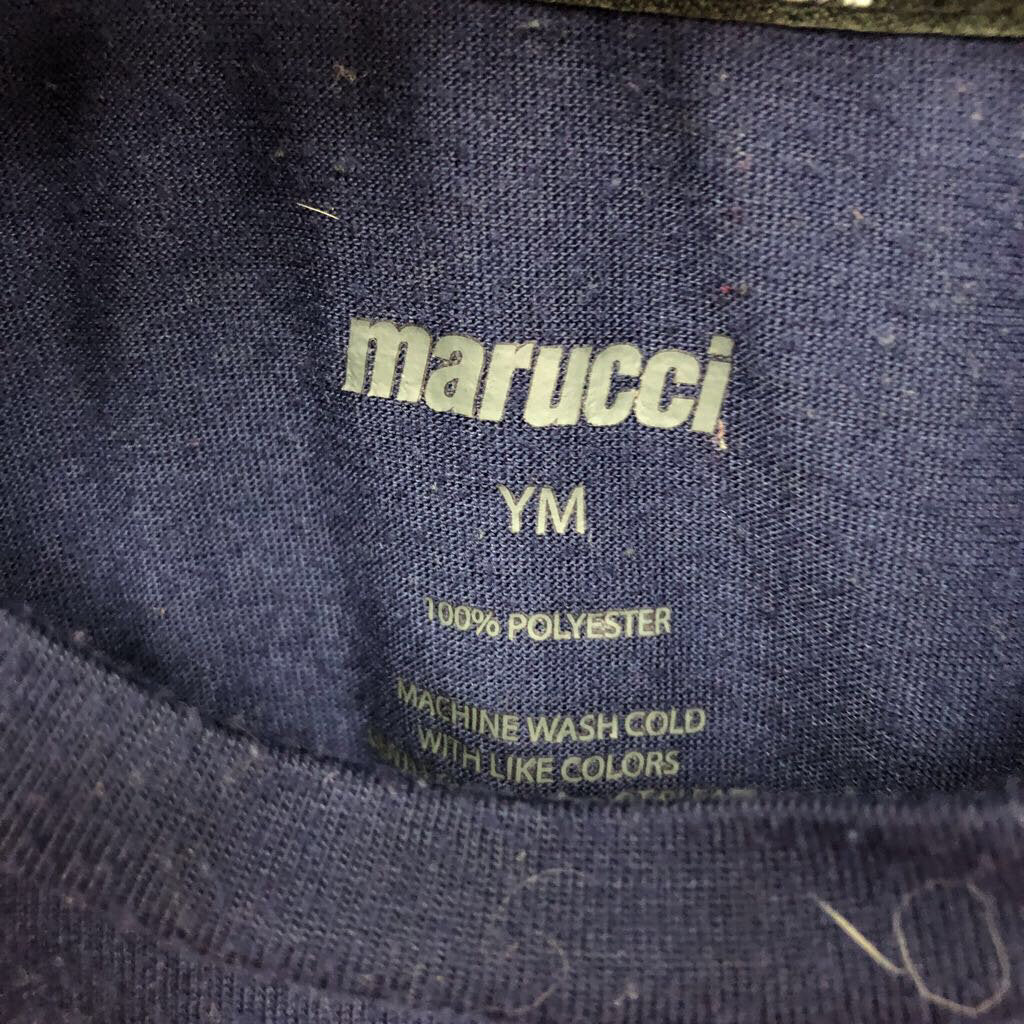 marucci
YM
100% POLYESTER
MACHINE WASH COLD
WITH LIKE COLORS